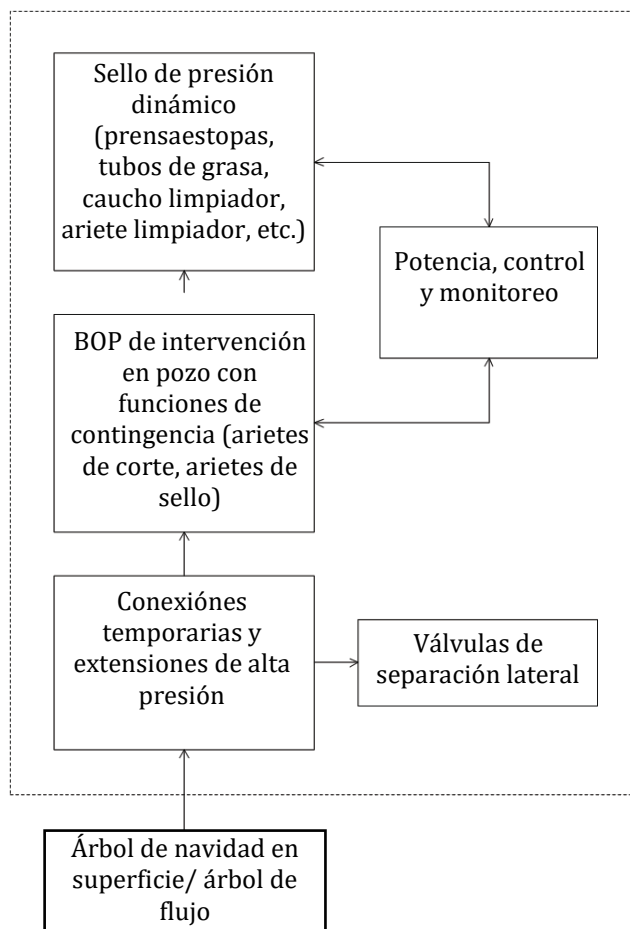 Sello de presión
dinámico
(prensaestopas,
tubos de grasa,
caucho limpiador,
ariete limpiador, etc.)
Potencia, control
y monitoreo
BOP de intervención
en pozo con
funciones de
contingencia (arietes
de corte, arietes de
sello)
Conexiónes
temporarias y
extensiones de alta
presión
Válvulas de
separación lateral
Árbol de navidad en
superficie/ árbol de
flujo